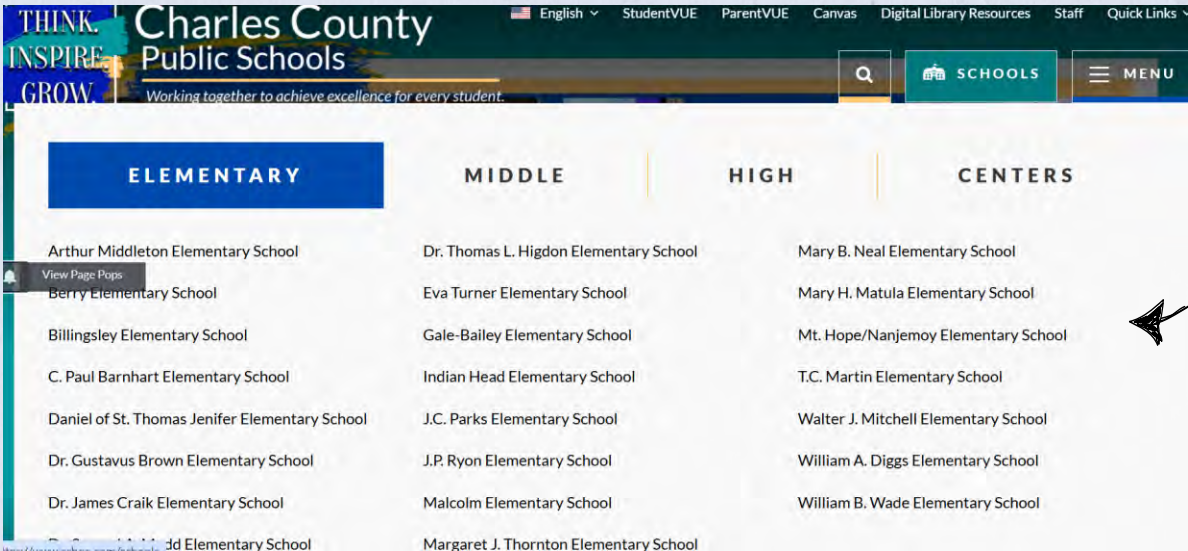 THINK.
INSPIRE.
GROW.
Charles County
Public Schools
Working together to achieve excellence for every student.
English StudentVUE ParentVUE Canvas Digital Library Resources Staff Quick Links
SCHOOLS MENU
ELEMENTARY MIDDLE HIGH CENTERS
Arthur Middleton Elementary School
View Page Pops
Berry Elementary School
Billingsley Elementary School
C. Paul Barnhart Elementary School
Daniel of St. Thomas Jenifer Elementary School
Dr. Gustavus Brown Elementary School
Dr. James Craik Elementary School
Elementary School
Dr. Thomas L. Higdon Elementary School
Eva Turner Elementary School
Gale-Bailey Elementary School
Indian Head Elementary School
J.C. Parks Elementary School
J.P. Ryon Elementary School
Malcolm Elementary School
Margaret J. Thornton Elementary School
Mary B. Neal Elementary School
Mary H. Matula Elementary School
Mt. Hope/Nanjemoy Elementary School
T.C. Martin Elementary School
Walter J. Mitchell Elementary School
William A. Diggs Elementary School
William B. Wade Elementary School